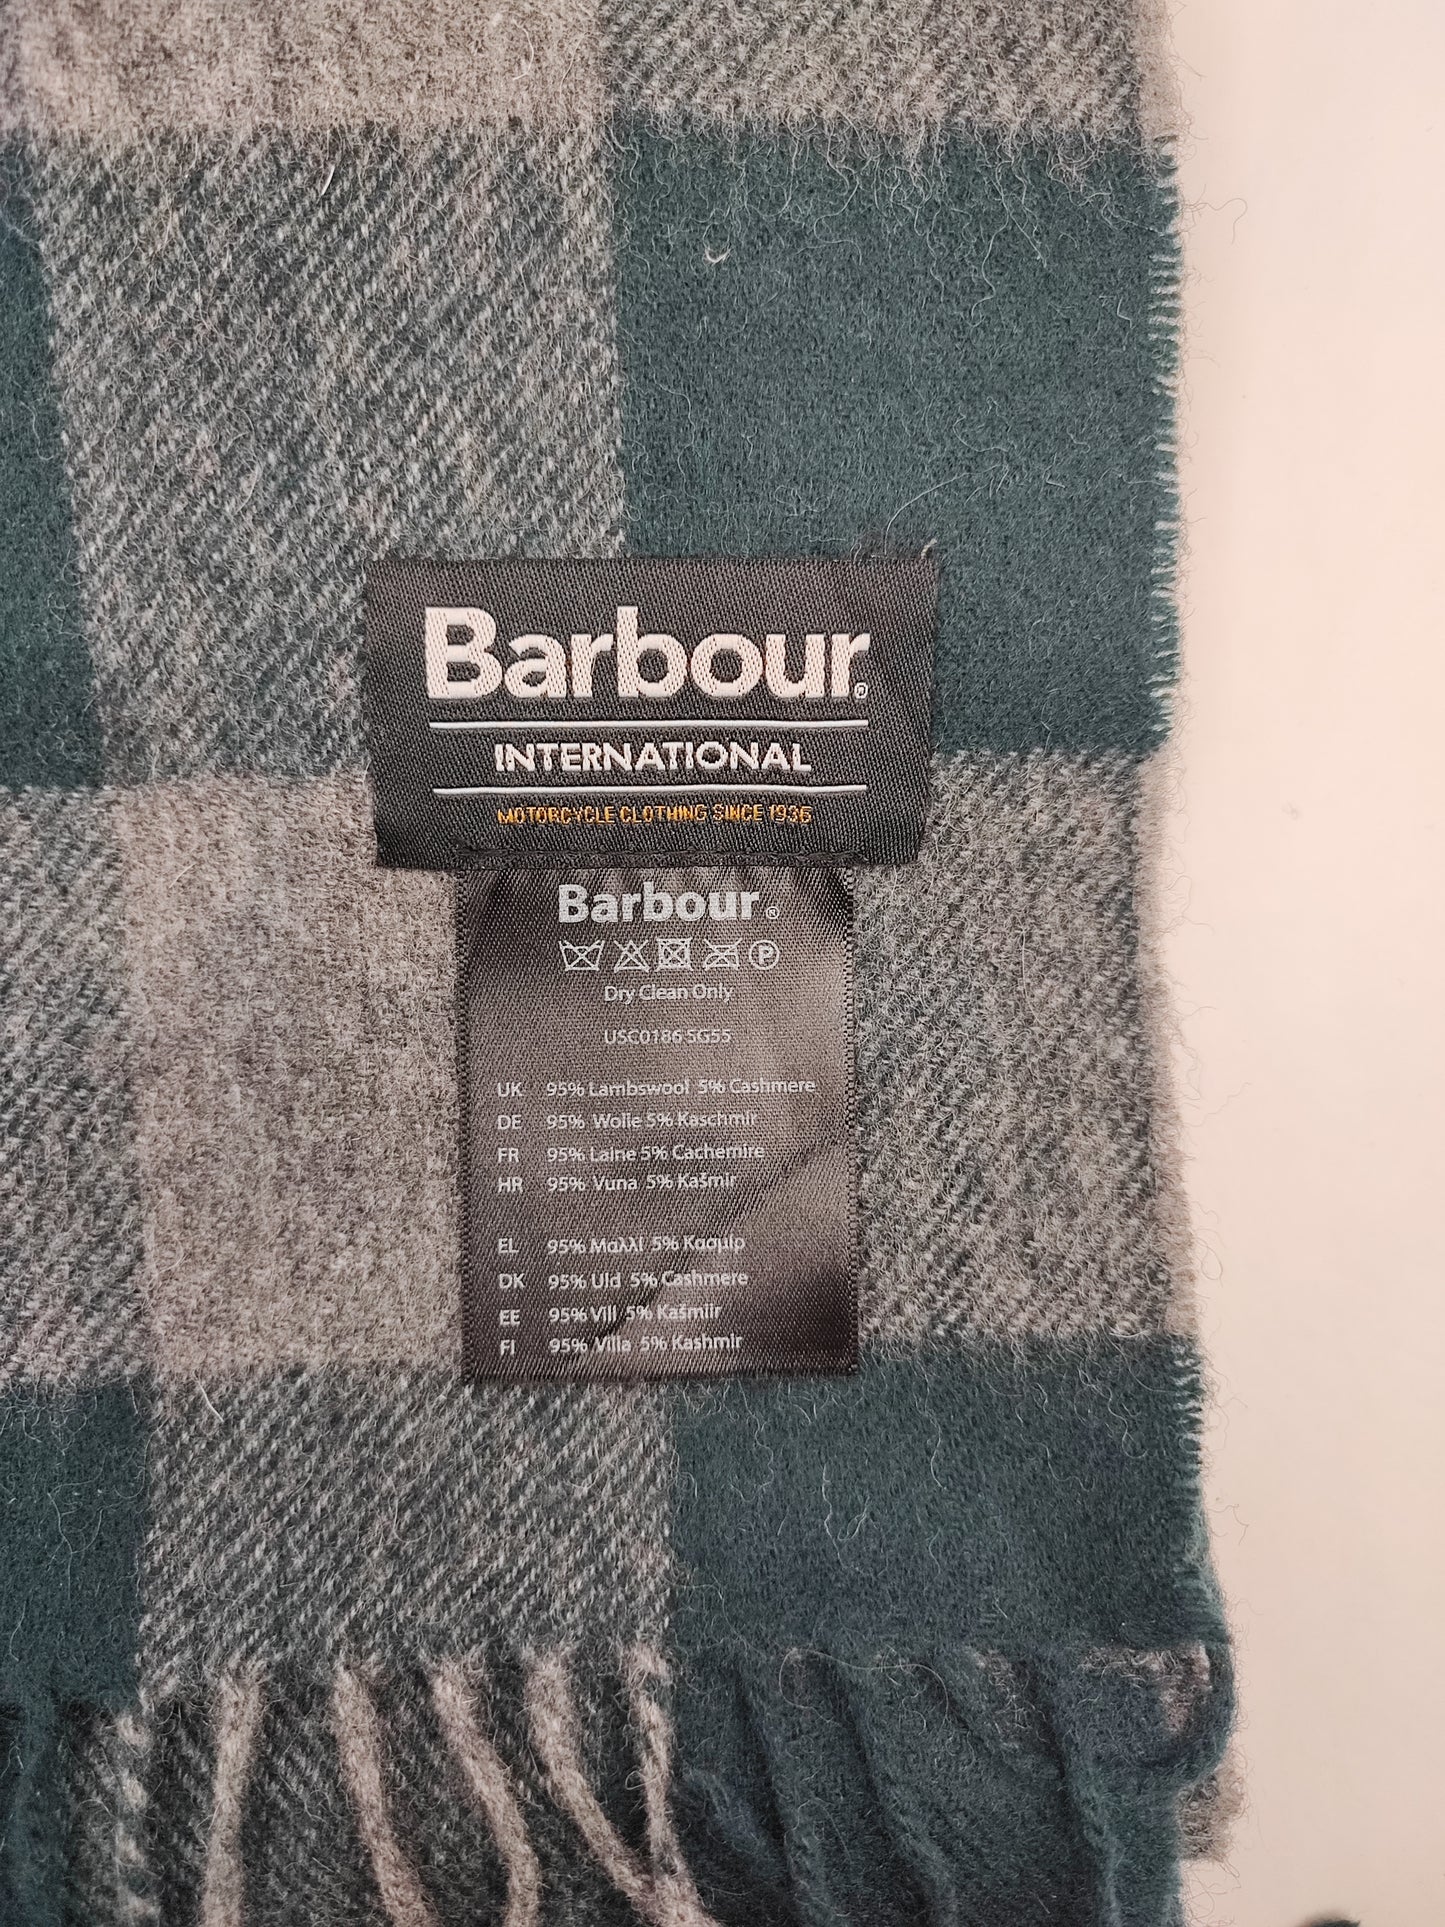 Barbour®
INTERNATIONAL
MOTORCYCLE CLOTHING SINCE 1936
Barbour®
P
Dry Clean Only
USC0186 SG55
UK 95% Lambswool 5% Cashmere
DE 95% Wolle 5% Kaschmir
FR 95% Laine 5% Cachemire
HR 95% Vuna 5% Kašmir
EL 95% Μαλλί 5% Κασμίρ
DK 95% Uld 5% Cashmere
EE 95% Vill 5% Kašmiir
FI 95% Villa 5% Kashmir